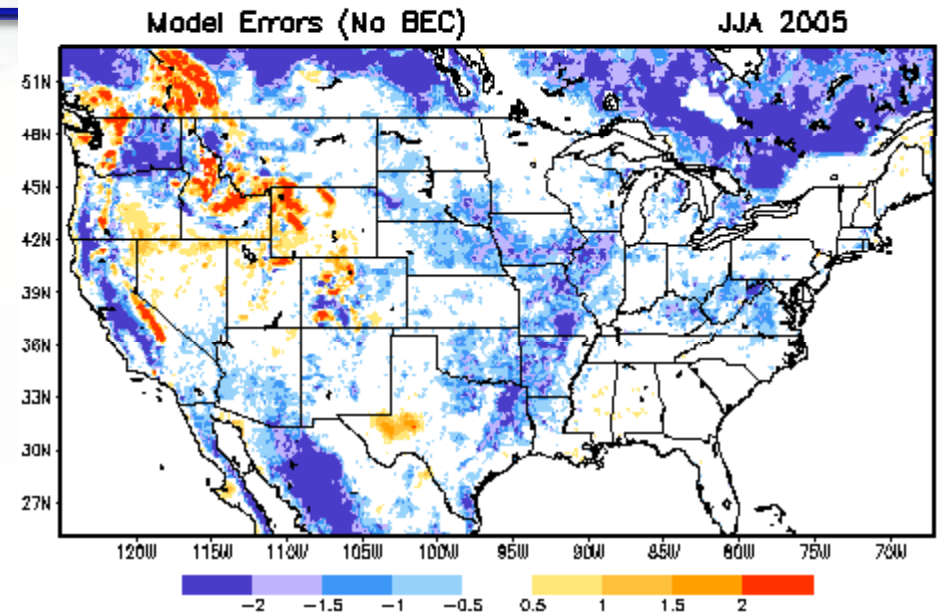 Model Errors (No BEC) JJA 2005
51N
48N
45N
42N
39N
36N
33N
30N
27N
120W 115W 110W 105W 100W 95W 90W 85W 80W 75W 70W
-2 -1.5 -1 -0.5 0.5 1 1.5 2